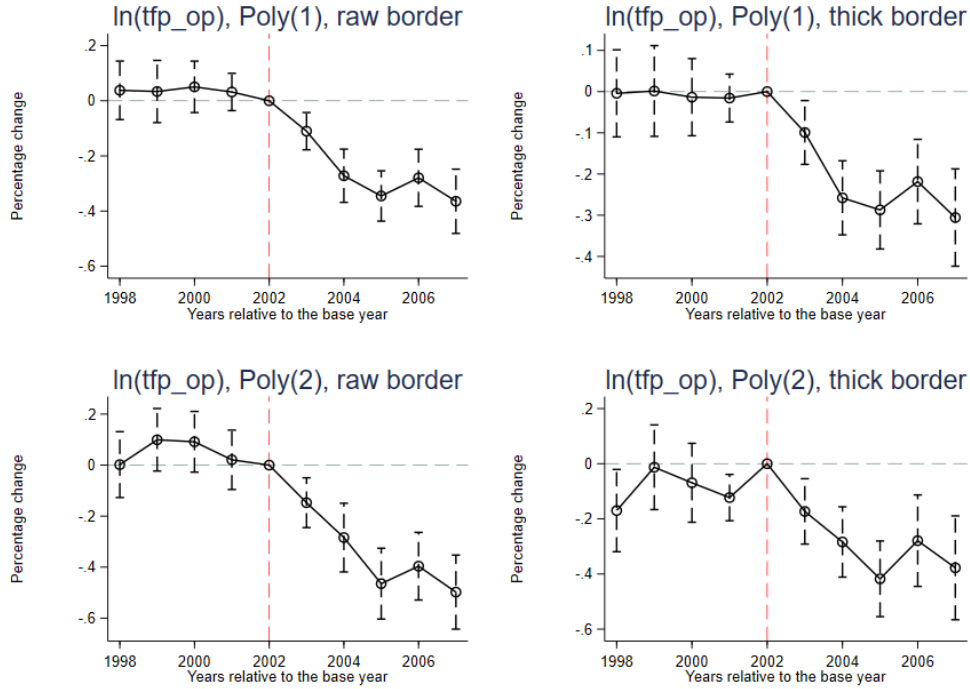 ln(tfp_op), Poly(1), raw border
.2
0
-.2
-.4
-.6
Percentage change
1998 2000 2002 2004 2006
Years relative to the base year
ln(tfp_op), Poly(1), thick border
.1
0
-.1
-.2
-.3
-.4
Percentage change
1998 2000 2002 2004 2006
Years relative to the base year
ln(tfp_op), Poly(2), raw border
.2
0
-.2
-.4
-.6
Percentage change
1998 2000 2002 2004 2006
Years relative to the base year
ln(tfp_op), Poly(2), thick border
.2
0
-.2
-.4
-.6
Percentage change
1998 2000 2002 2004 2006
Years relative to the base year